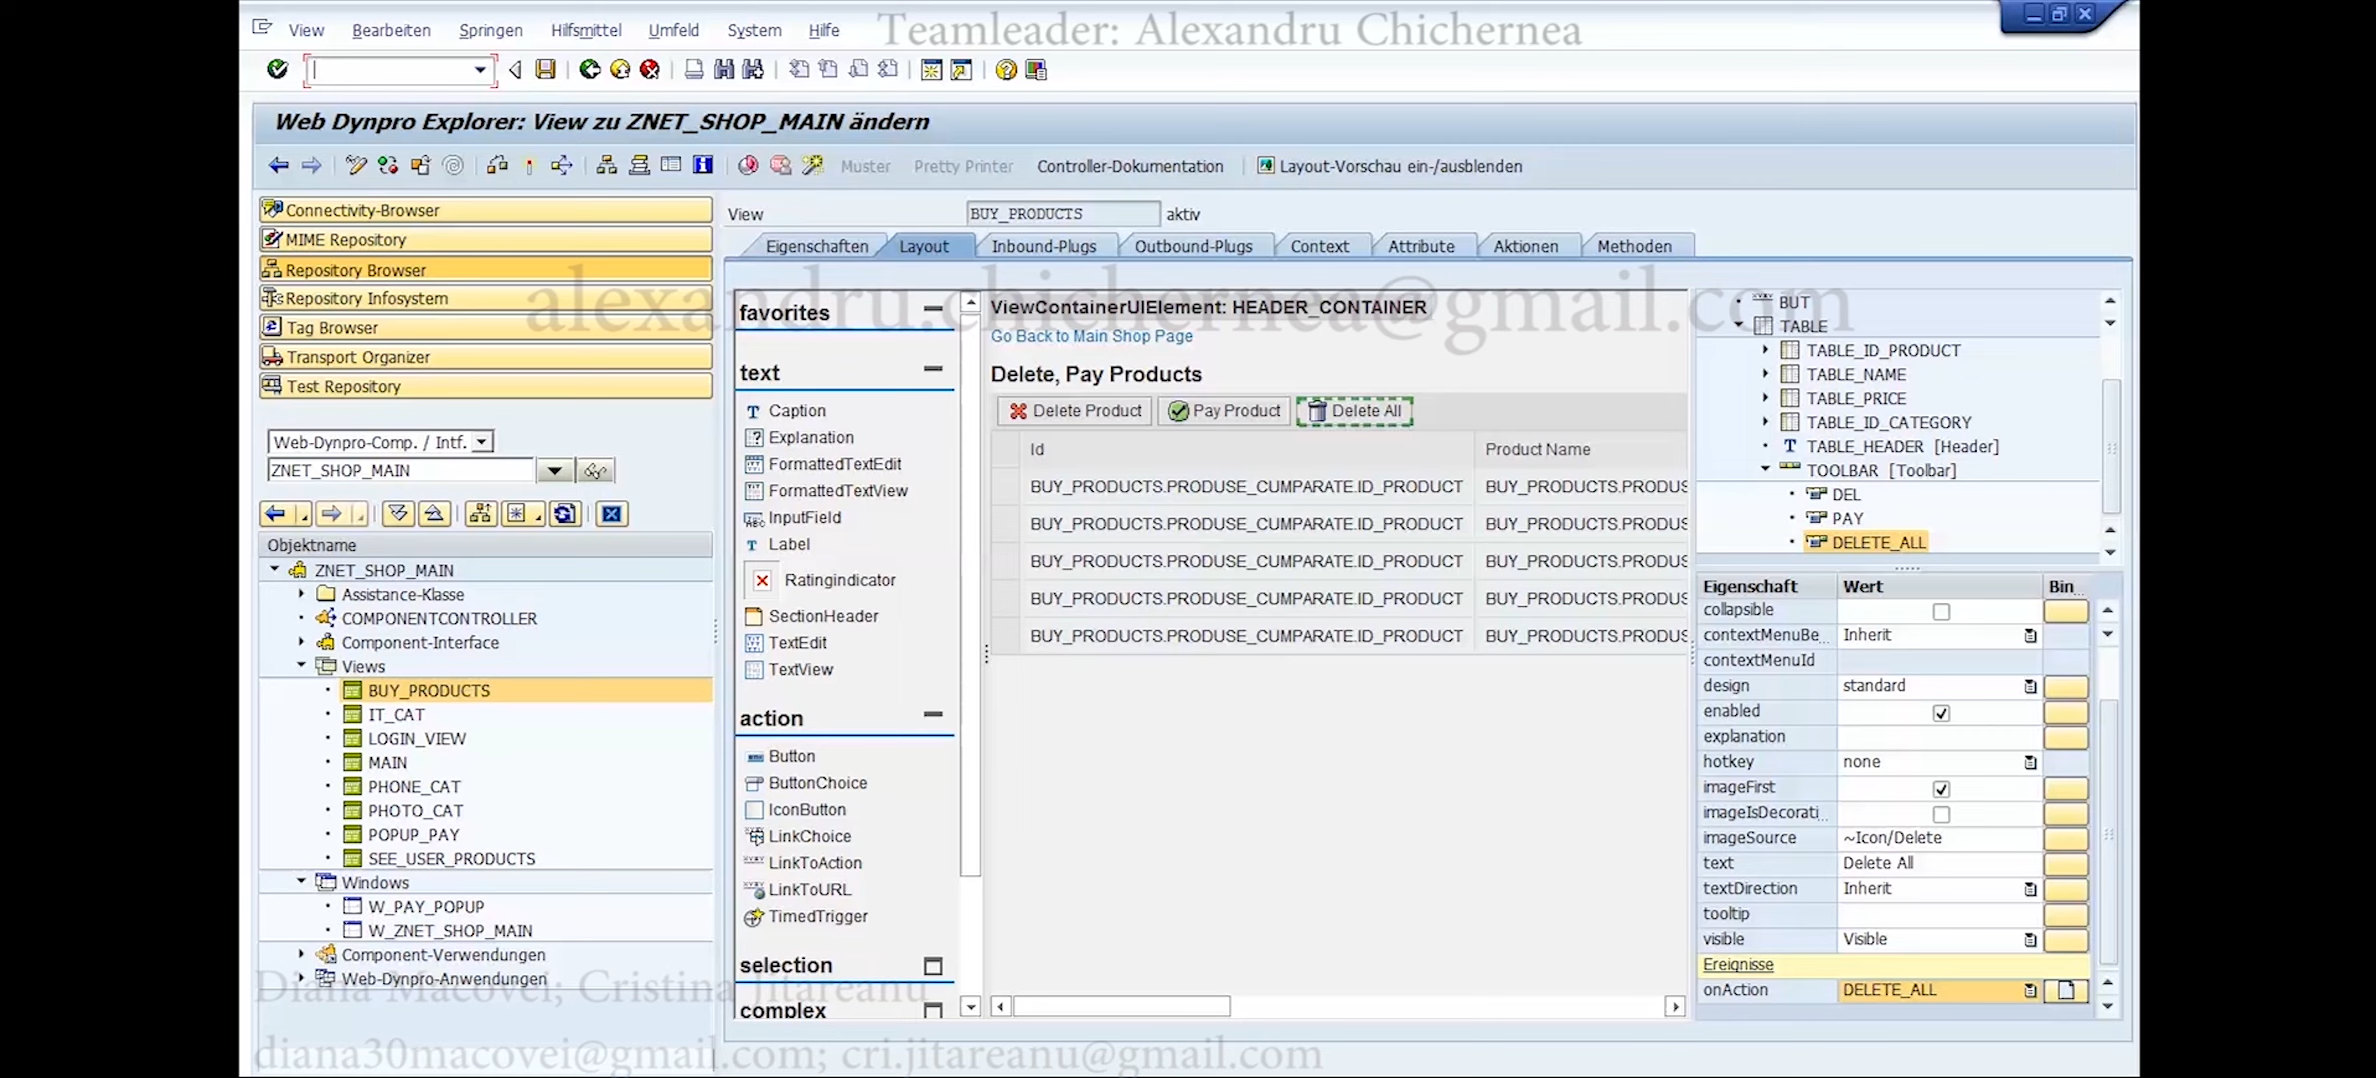 View Bearbeiten Springen Hilfsmittel Umfeld System Hilfe
Teamleader: Alexandru Chichernea
Web Dynpro Explorer: View zu ZNET_SHOP_MAIN ändern
Muster Pretty Printer Controller-Dokumentation Layout-Vorschau ein-/ausblenden
Connectivity-Browser
MIME Repository
Repository Browser
Repository Infosystem
Tag Browser
Transport Organizer
Test Repository
Web-Dynpro-Comp. / Intf.
ZNET_SHOP_MAIN
Objektname
ZNET_SHOP_MAIN
Assistance-Klasse
COMPONENTCONTROLLER
Component-Interface
Views
BUY_PRODUCTS
IT_CAT
LOGIN_VIEW
MAIN
PHONE_CAT
PHOTO_CAT
POPUP_PAY
SEE_USER_PRODUCTS
Windows
W_PAY_POPUP
W_ZNET_SHOP_MAIN
Component-Verwendungen
Web-Dynpro-Anwendungen
View BUY_PRODUCTS aktiv
Eigenschaften Layout Inbound-Plugs Outbound-Plugs Context Attribute Aktionen Methoden
alexandru.chichernea@gmail.com
favorites
text
Caption
Explanation
FormattedTextEdit
FormattedTextView
InputField
Label
Ratingindicator
SectionHeader
TextEdit
TextView
action
Button
ButtonChoice
IconButton
LinkChoice
LinkToAction
LinkToURL
TimedTrigger
selection
complex
ViewContainerUIElement: HEADER_CONTAINER
Go Back to Main Shop Page
Delete, Pay Products
Delete Product Pay Product Delete All
Id Product Name
BUY_PRODUCTS.PRODUSE_CUMPARATE.ID_PRODUCT BUY_PRODUCTS.PRODUS
BUY_PRODUCTS.PRODUSE_CUMPARATE.ID_PRODUCT BUY_PRODUCTS.PRODUS
BUY_PRODUCTS.PRODUSE_CUMPARATE.ID_PRODUCT BUY_PRODUCTS.PRODUS
BUY_PRODUCTS.PRODUSE_CUMPARATE.ID_PRODUCT BUY_PRODUCTS.PRODUS
BUY_PRODUCTS.PRODUSE_CUMPARATE.ID_PRODUCT BUY_PRODUCTS.PRODUS
BUT
TABLE
TABLE_ID_PRODUCT
TABLE_NAME
TABLE_PRICE
TABLE_ID_CATEGORY
TABLE_HEADER [Header]
TOOLBAR [Toolbar]
DEL
PAY
DELETE_ALL
Eigenschaft Wert Bin...
collapsible
contextMenuBe... Inherit
contextMenuId
design standard
enabled
explanation
hotkey none
imageFirst
imageIsDecorati...
imageSource ~Icon/Delete
text Delete All
textDirection Inherit
tooltip
visible Visible
Ereignisse
onAction DELETE_ALL
Diana Macovei; Cristina Jitareanu
diana30macovei@gmail.com; cri.jitareanu@gmail.com